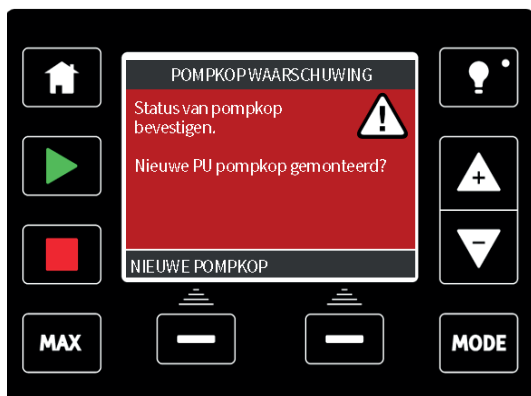 POMPKOP WAARSCHUWING
Status van pompkop
bevestigen.
Nieuwe PU pompkop gemonteerd?
NIEUWE POMPKOP
+
−
MAX
MODE